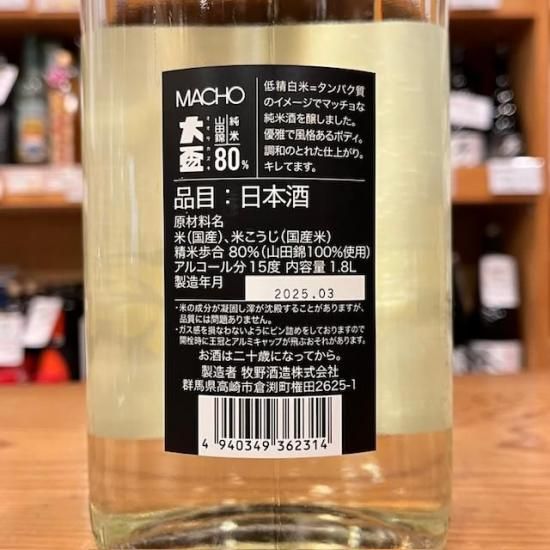 MACHO
大盃
オオサカズキ
山田錦
純米
80%
低精白米=タンパク質
のイメージでマッチョな
純米酒を醸しました。
優雅で風格あるボディ。
調和のとれた仕上がり。
キレてます。
品目：日本酒
原材料名
米(国産)、米こうじ(国産米)
精米歩合 80%(山田錦100%使用)
アルコール分 15度 内容量 1.8L
製造年月 2025.03
・米の成分が凝固し滓が沈殿することがありますが、
品質には問題ありません。
・ガス感を損なわないようにビン詰めをしておりますので
開栓時に王冠とアルミキャップが飛ぶおそれがあります。
お酒は二十歳になってから。
製造者 牧野酒造株式会社
群馬県高崎市倉渕町権田2625-1
4 940349 362314